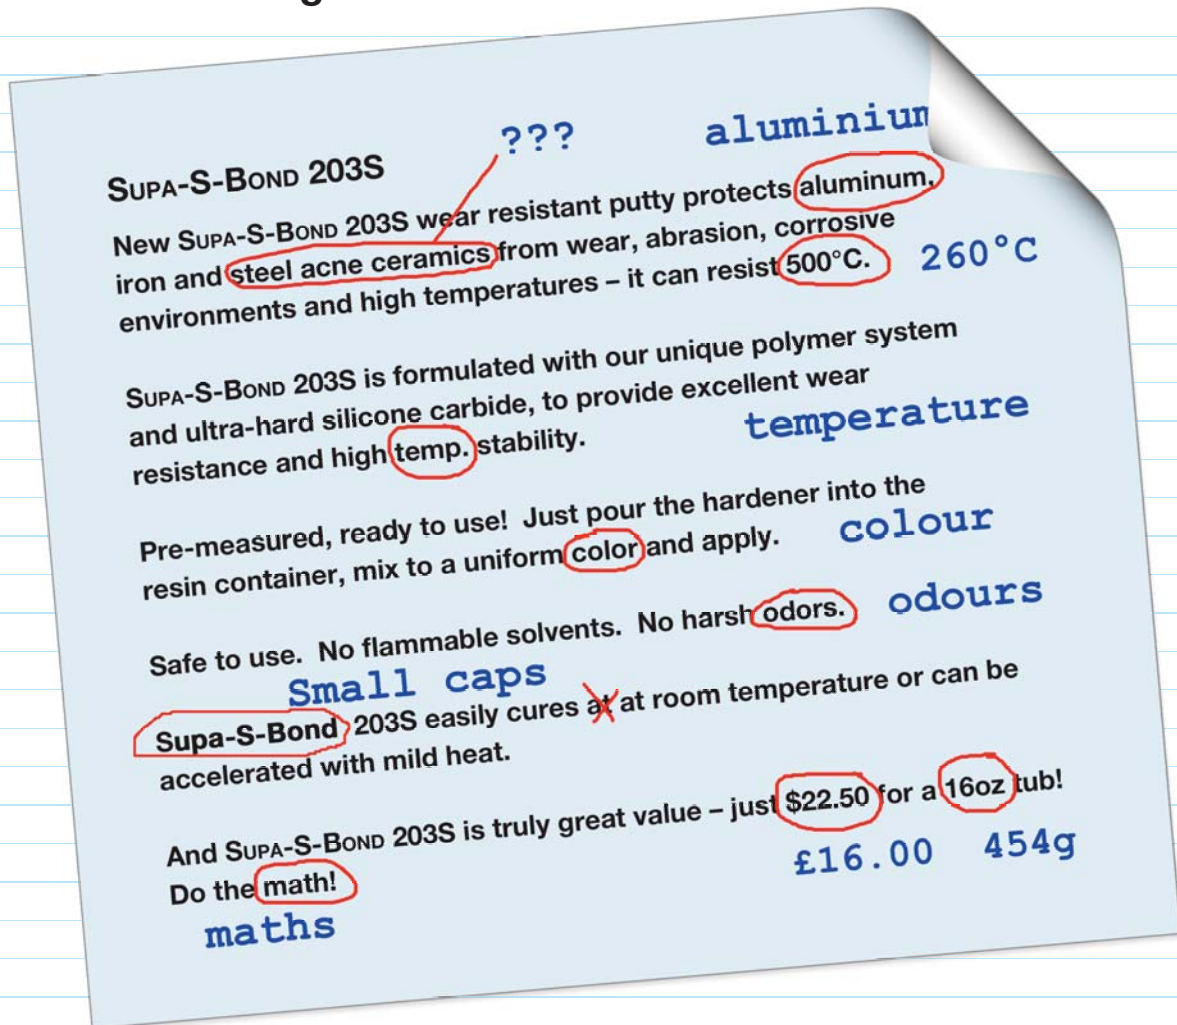 ??? aluminium
SUPA-S-BOND 203S
New SUPA-S-BOND 203S wear resistant putty protects aluminum,
iron and steel acne ceramics from wear, abrasion, corrosive
environments and high temperatures – it can resist 500°C. 260°C
SUPA-S-BOND 203S is formulated with our unique polymer system
and ultra-hard silicone carbide, to provide excellent wear
resistance and high temp. stability. temperature
Pre-measured, ready to use! Just pour the hardener into the
resin container, mix to a uniform color and apply. colour
Safe to use. No flammable solvents. No harsh odors. odours
Small caps
Supa-S-Bond 203S easily cures at at room temperature or can be
accelerated with mild heat.
And SUPA-S-BOND 203S is truly great value – just $22.50 for a 16oz tub!
Do the math! £16.00 454g
maths